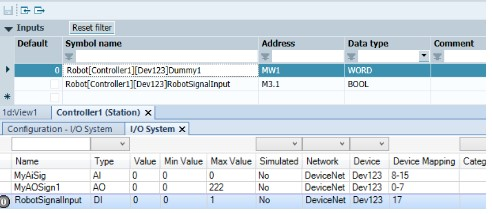 Inputs Reset filter
Default Symbol name Address Data type Comment
0 Robot[Controller1][Dev123]Dummy1 MW1 WORD
Robot[Controller1][Dev123]RobotSignalInput M3.1 BOOL
1d:View1 Controller1 (Station) X
Configuration - I/O System I/O System X
Name Type Value Min Value Max Value Simulated Network Device Device Mapping Categ
MyAiSig AI 0 0 0 No DeviceNet Dev123 8-15
MyAOSign1 AO 0 0 222 No DeviceNet Dev123 0-7
RobotSignalInput DI 0 0 1 No DeviceNet Dev123 17